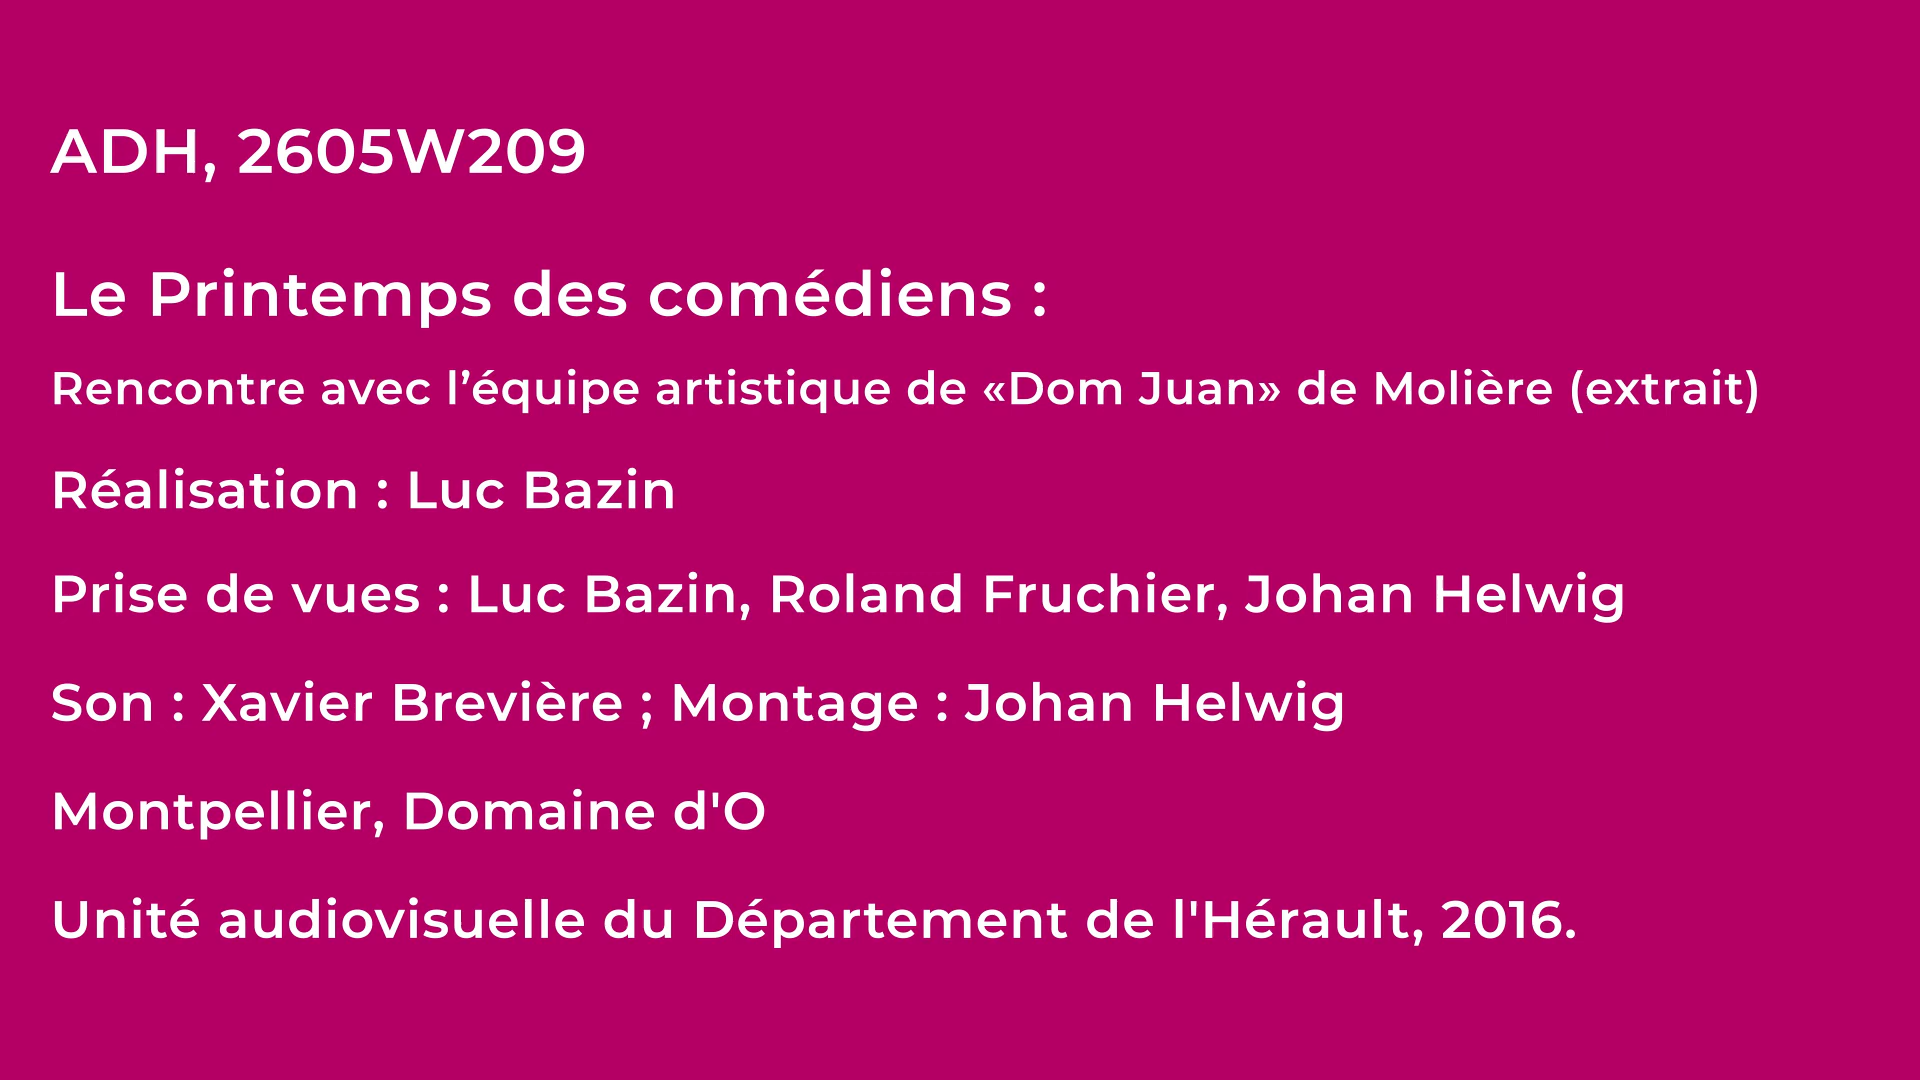 ADH, 2605W209
Le Printemps des comédiens :
Rencontre avec l’équipe artistique de «Dom Juan» de Molière (extrait)
Réalisation : Luc Bazin
Prise de vues : Luc Bazin, Roland Fruchier, Johan Helwig
Son : Xavier Brevière ; Montage : Johan Helwig
Montpellier, Domaine d'O
Unité audiovisuelle du Département de l'Hérault, 2016.